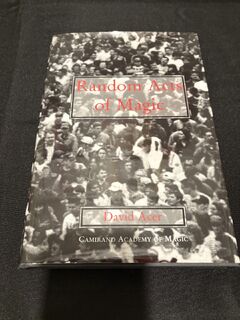 Random Acts
of Magic
David Acer
CAMIRAND ACADEMY OF MAGIC